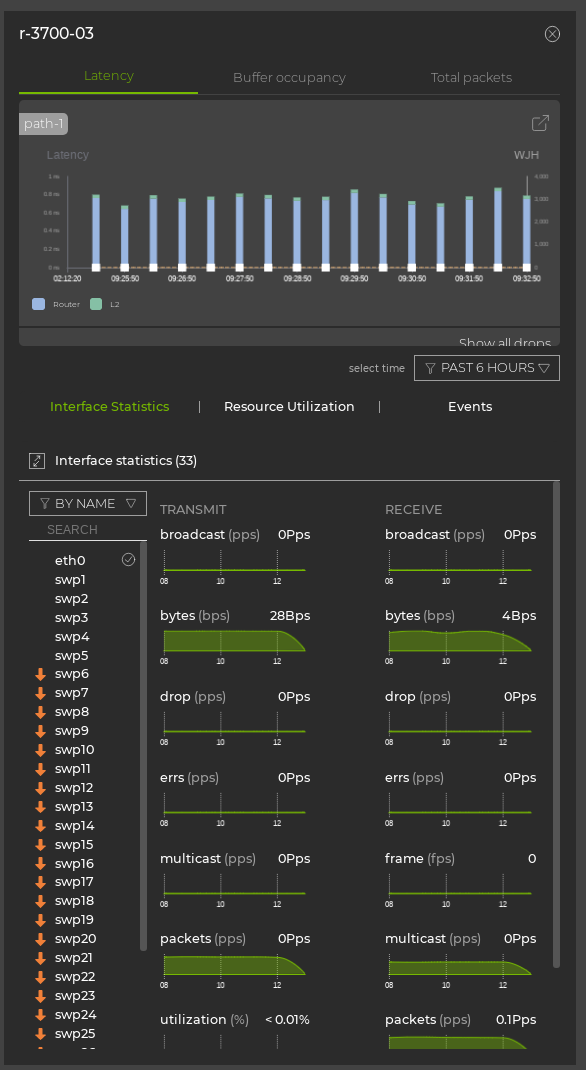 r-3700-03
Latency Buffer occupancy Total packets
path-1
Latency WJH
1 ns 4.000
0.8 ns 3.000
0.6 ns
0.4 ns 2.000
0.2 ns 1.000
0 ns 0
02:12:20 09:25:50 09:26:50 09:27:50 09:28:50 09:29:50 09:30:50 09:31:50 09:32:50
Router L2
Show all drops
select time PAST 6 HOURS
Interface Statistics | Resource Utilization | Events
Interface statistics (33)
BY NAME
SEARCH
eth0
swp1
swp2
swp3
swp4
swp5
swp6
swp7
swp8
swp9
swp10
swp11
swp12
swp13
swp14
swp15
swp16
swp17
swp18
swp19
swp20
swp21
swp22
swp23
swp24
swp25
TRANSMIT
broadcast (pps) 0Pps
08 10 12
bytes (bps) 28Bps
08 10 12
drop (pps) 0Pps
08 10 12
errs (pps) 0Pps
08 10 12
multicast (pps) 0Pps
08 10 12
packets (pps) 0Pps
08 10 12
utilization (%) < 0.01%
RECEIVE
broadcast (pps) 0Pps
08 10 12
bytes (bps) 4Bps
08 10 12
drop (pps) 0Pps
08 10 12
errs (pps) 0Pps
08 10 12
frame (fps) 0
08 10 12
multicast (pps) 0Pps
08 10 12
packets (pps) 0.1Pps